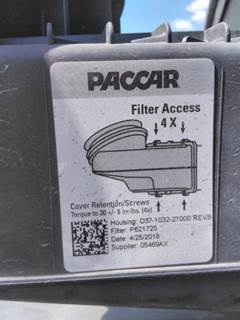 PACCAR
Filter Access
4 X
Cover Retention/Screws
Torque to 30 +/- 5 in-lbs. (4x)
Housing: D37-1032-21000 REVB
Filter: P621725
Date: 4/25/2018
Supplier: 05469AX